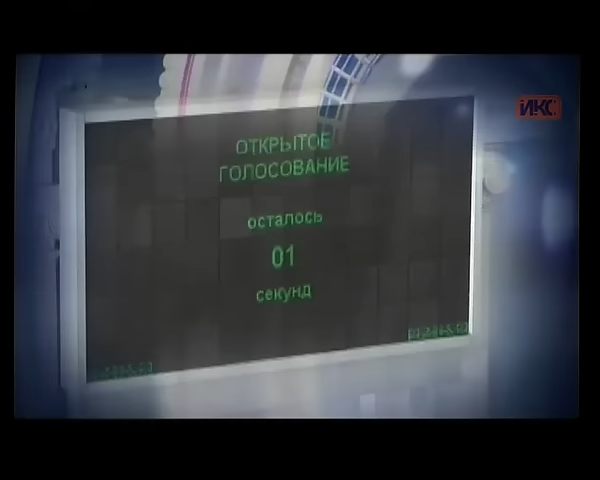 ИКС
ОТКРЫТОЕ
ГОЛОСОВАНИЕ
осталось
01
секунд